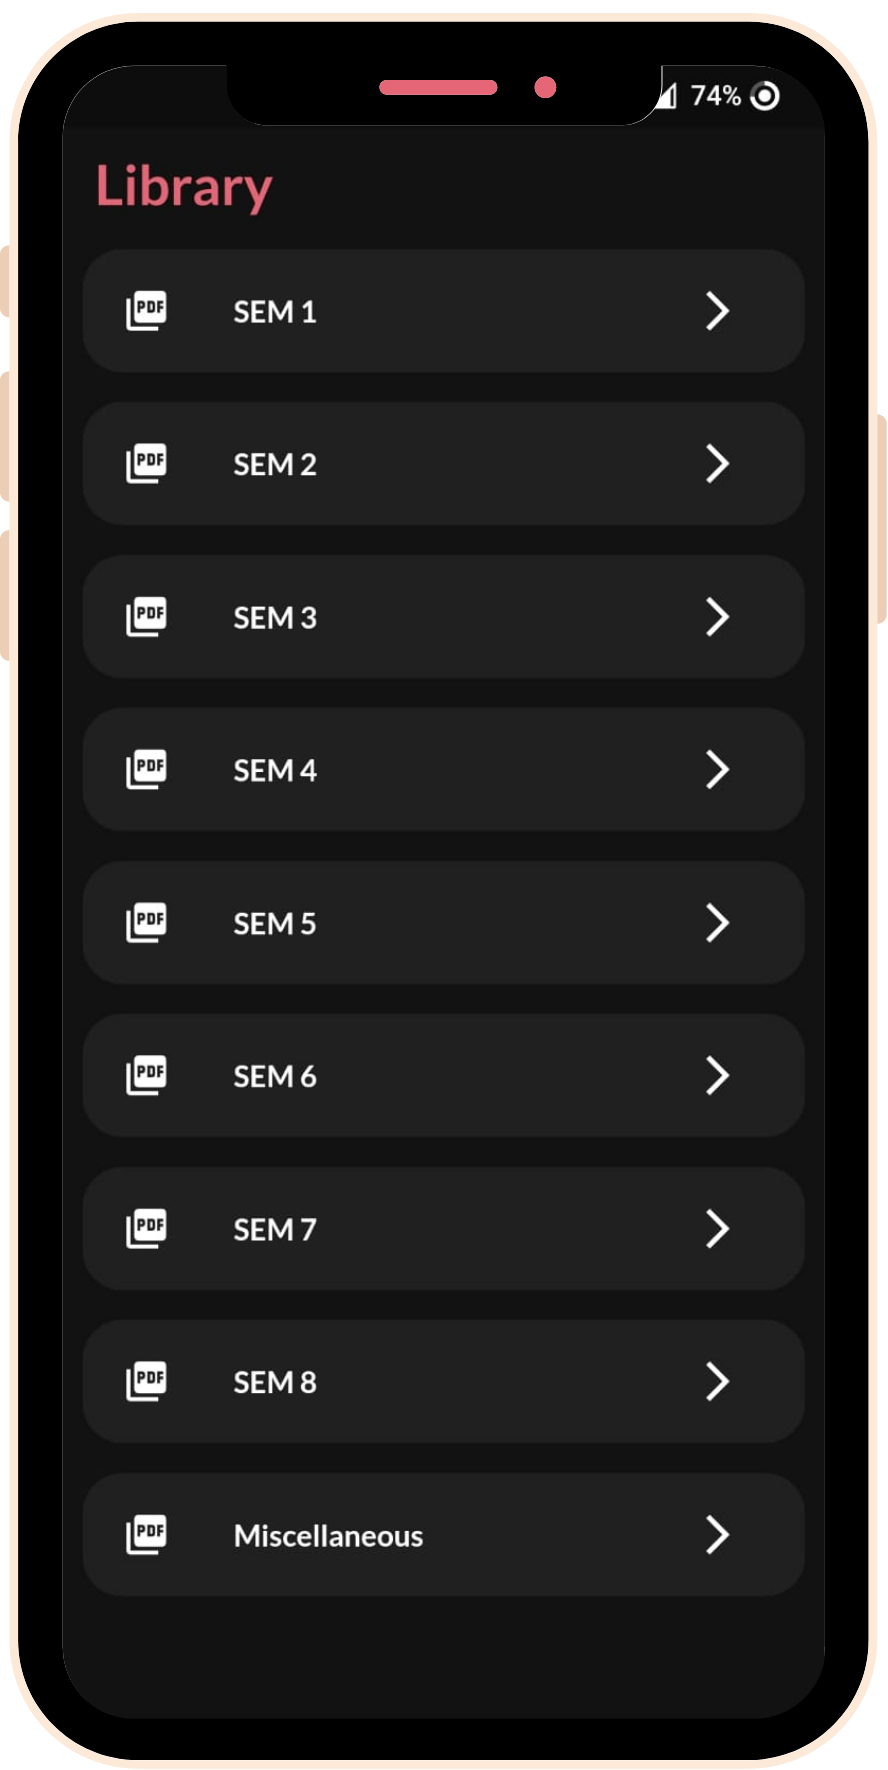 74%
Library
PDF SEM 1
PDF SEM 2
PDF SEM 3
PDF SEM 4
PDF SEM 5
PDF SEM 6
PDF SEM 7
PDF SEM 8
PDF Miscellaneous